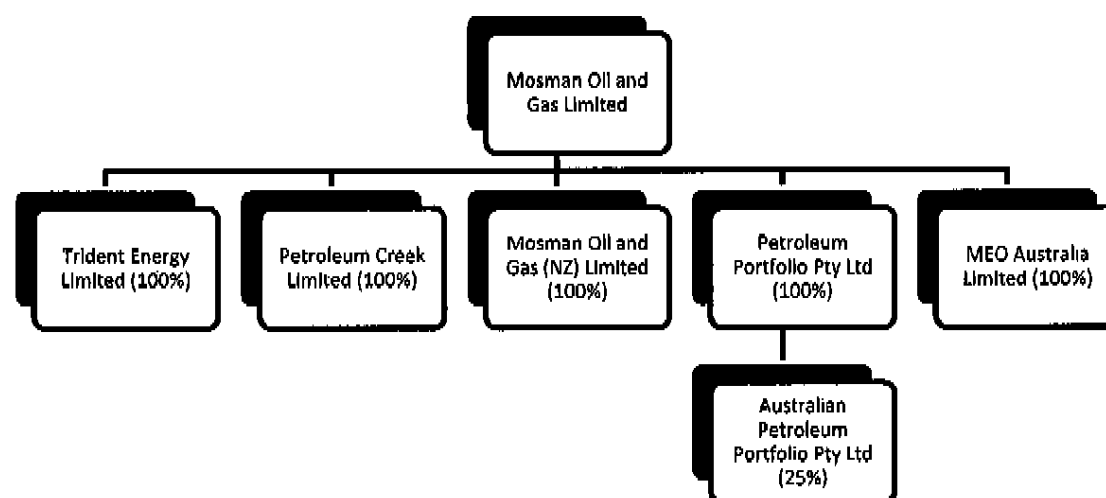 Mosman Oil and
Gas Limited
Trident Energy
Limited (100%)
Petroleum Creek
Limited (100%)
Mosman Oil and
Gas (NZ) Limited
(100%)
Petroleum
Portfolio Pty Ltd
(100%)
MEO Australia
Limited (100%)
Australian
Petroleum
Portfolio Pty Ltd
(25%)